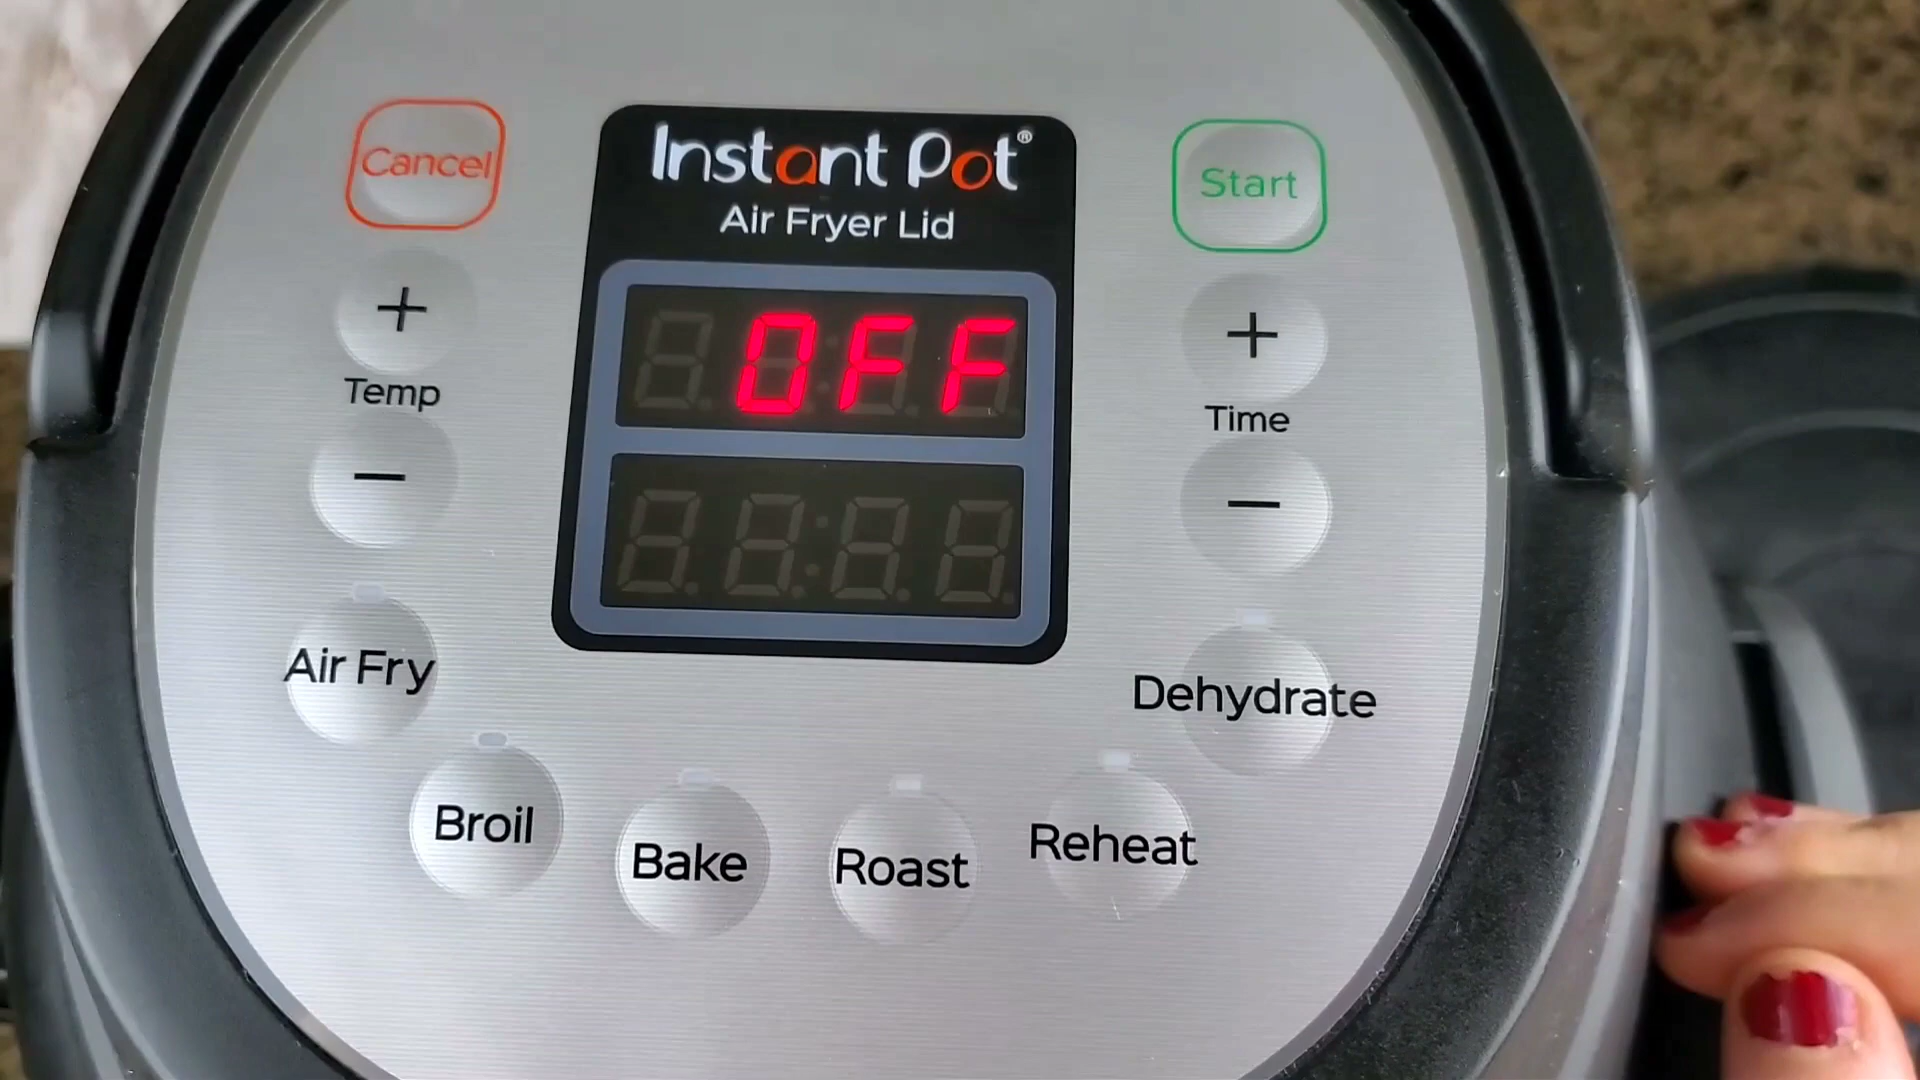 Instant Pot®
Air Fryer Lid
Cancel
Start
OFF
+
Temp
−
+
Time
−
Air Fry
Broil
Bake
Roast
Reheat
Dehydrate